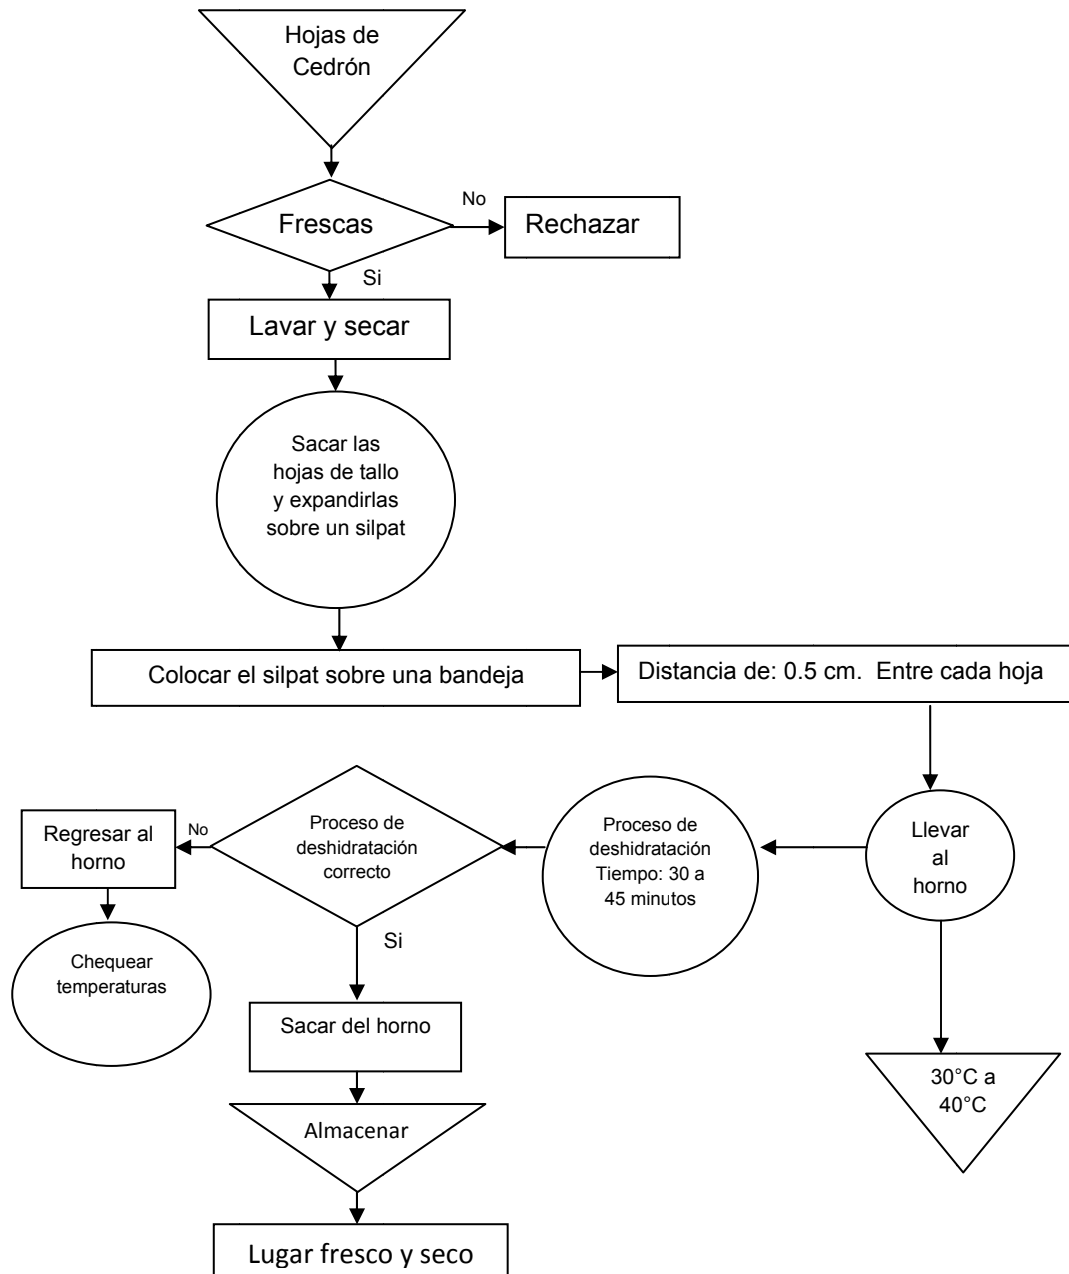 Hojas de
Cedrón
Frescas
No
Rechazar
Si
Lavar y secar
Sacar las
hojas de tallo
y expandirlas
sobre un silpat
Colocar el silpat sobre una bandeja
Distancia de: 0.5 cm.  Entre cada hoja
Llevar
al
horno
30°C a
40°C
Proceso de
deshidratación
Tiempo: 30 a
45 minutos
Proceso de
deshidratación
correcto
No
Regresar al
horno
Chequear
temperaturas
Si
Sacar del horno
Almacenar
Lugar fresco y seco